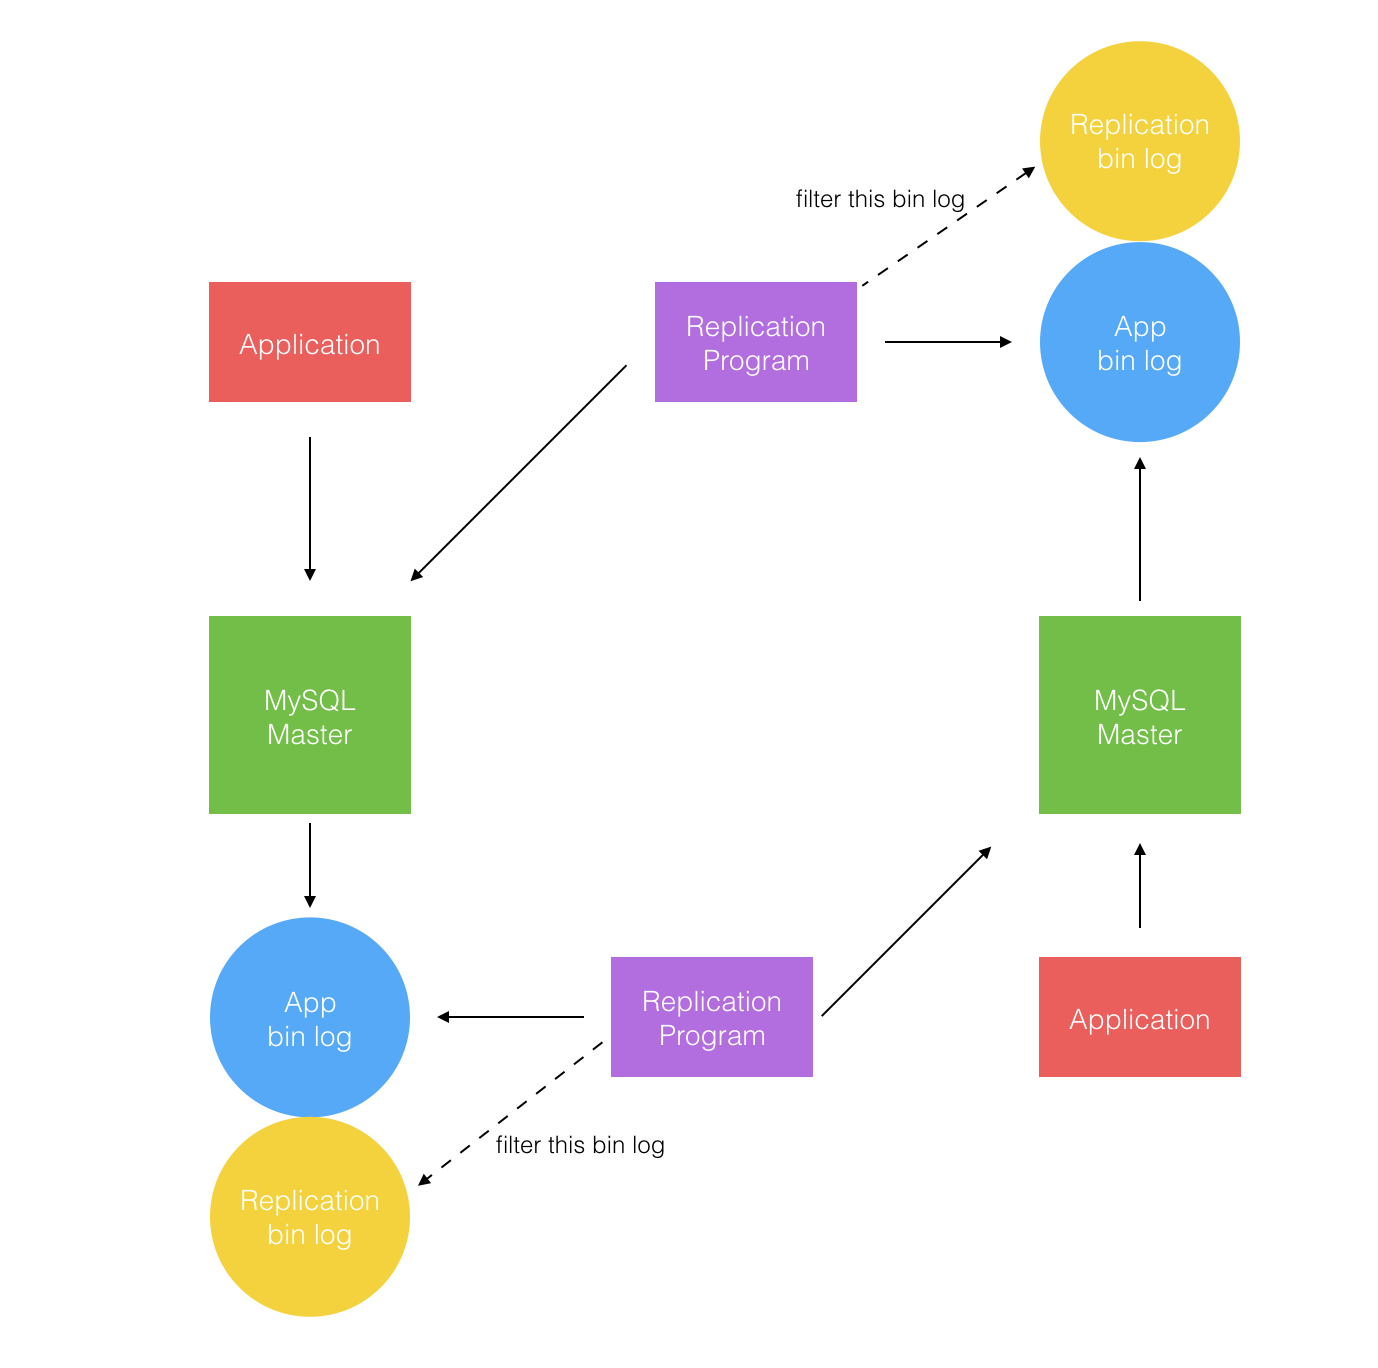 Replication
bin log
filter this bin log
Application
Replication
Program
App
bin log
MySQL
Master
MySQL
Master
App
bin log
Replication
Program
Application
filter this bin log
Replication
bin log